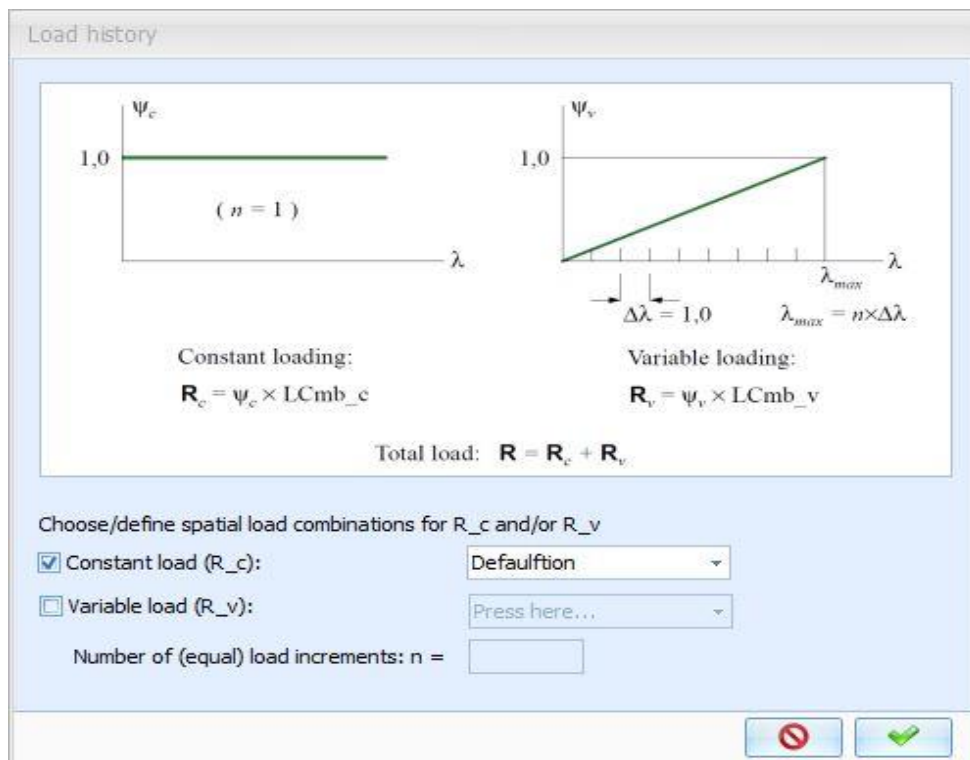 Load history
ψc
1,0
( n = 1 )
λ
ψv
1,0
λ
λmax
Δλ = 1,0
λmax = n×Δλ
Constant loading:
Rc = ψc × LCmb_c
Variable loading:
Rv = ψv × LCmb_v
Total load: R = Rc + Rv
Choose/define spatial load combinations for R_c and/or R_v
Constant load (R_c): Defaulftion
Variable load (R_v): Press here...
Number of (equal) load increments: n =